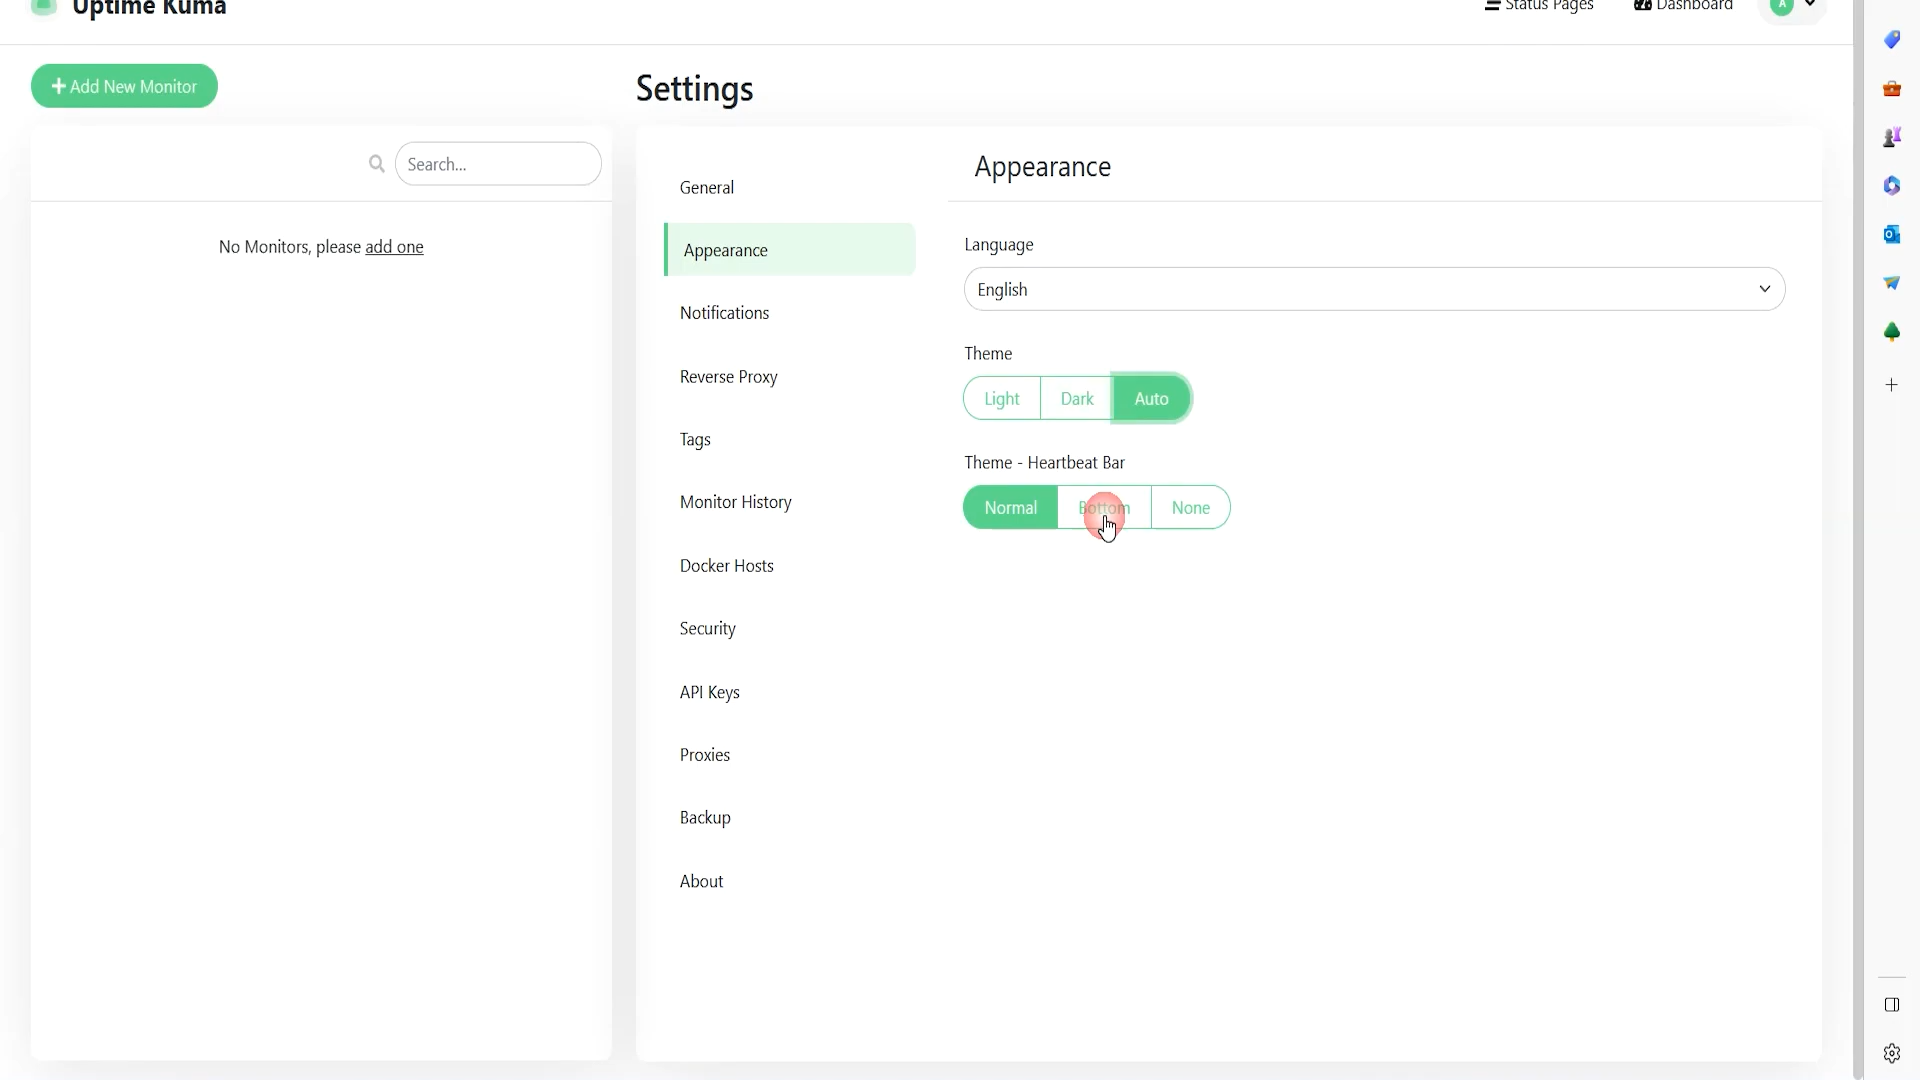 Uptime Kuma
Status Pages
Dashboard
A
Add New Monitor
Settings
Search...
No Monitors, please add one
General
Appearance
Notifications
Reverse Proxy
Tags
Monitor History
Docker Hosts
Security
API Keys
Proxies
Backup
About
Appearance
Language
English
Theme
Light
Dark
Auto
Theme - Heartbeat Bar
Normal
Bottom
None